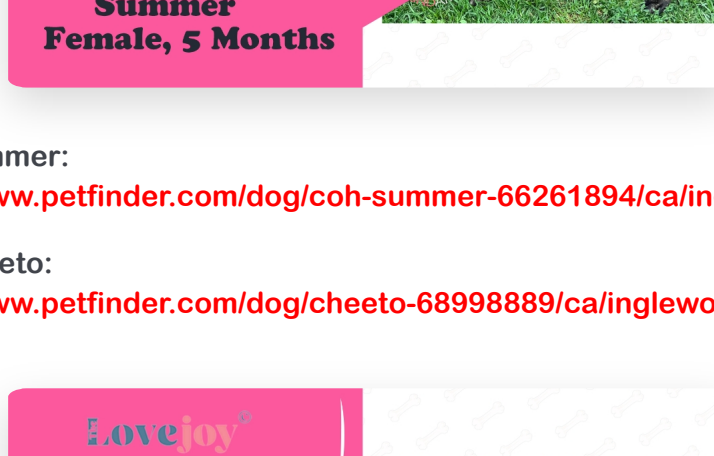 Summer
Female, 5 Months
mmer:
ww.petfinder.com/dog/coh-summer-66261894/ca/in
eto:
ww.petfinder.com/dog/cheeto-68998889/ca/inglewo
Lovejoy®